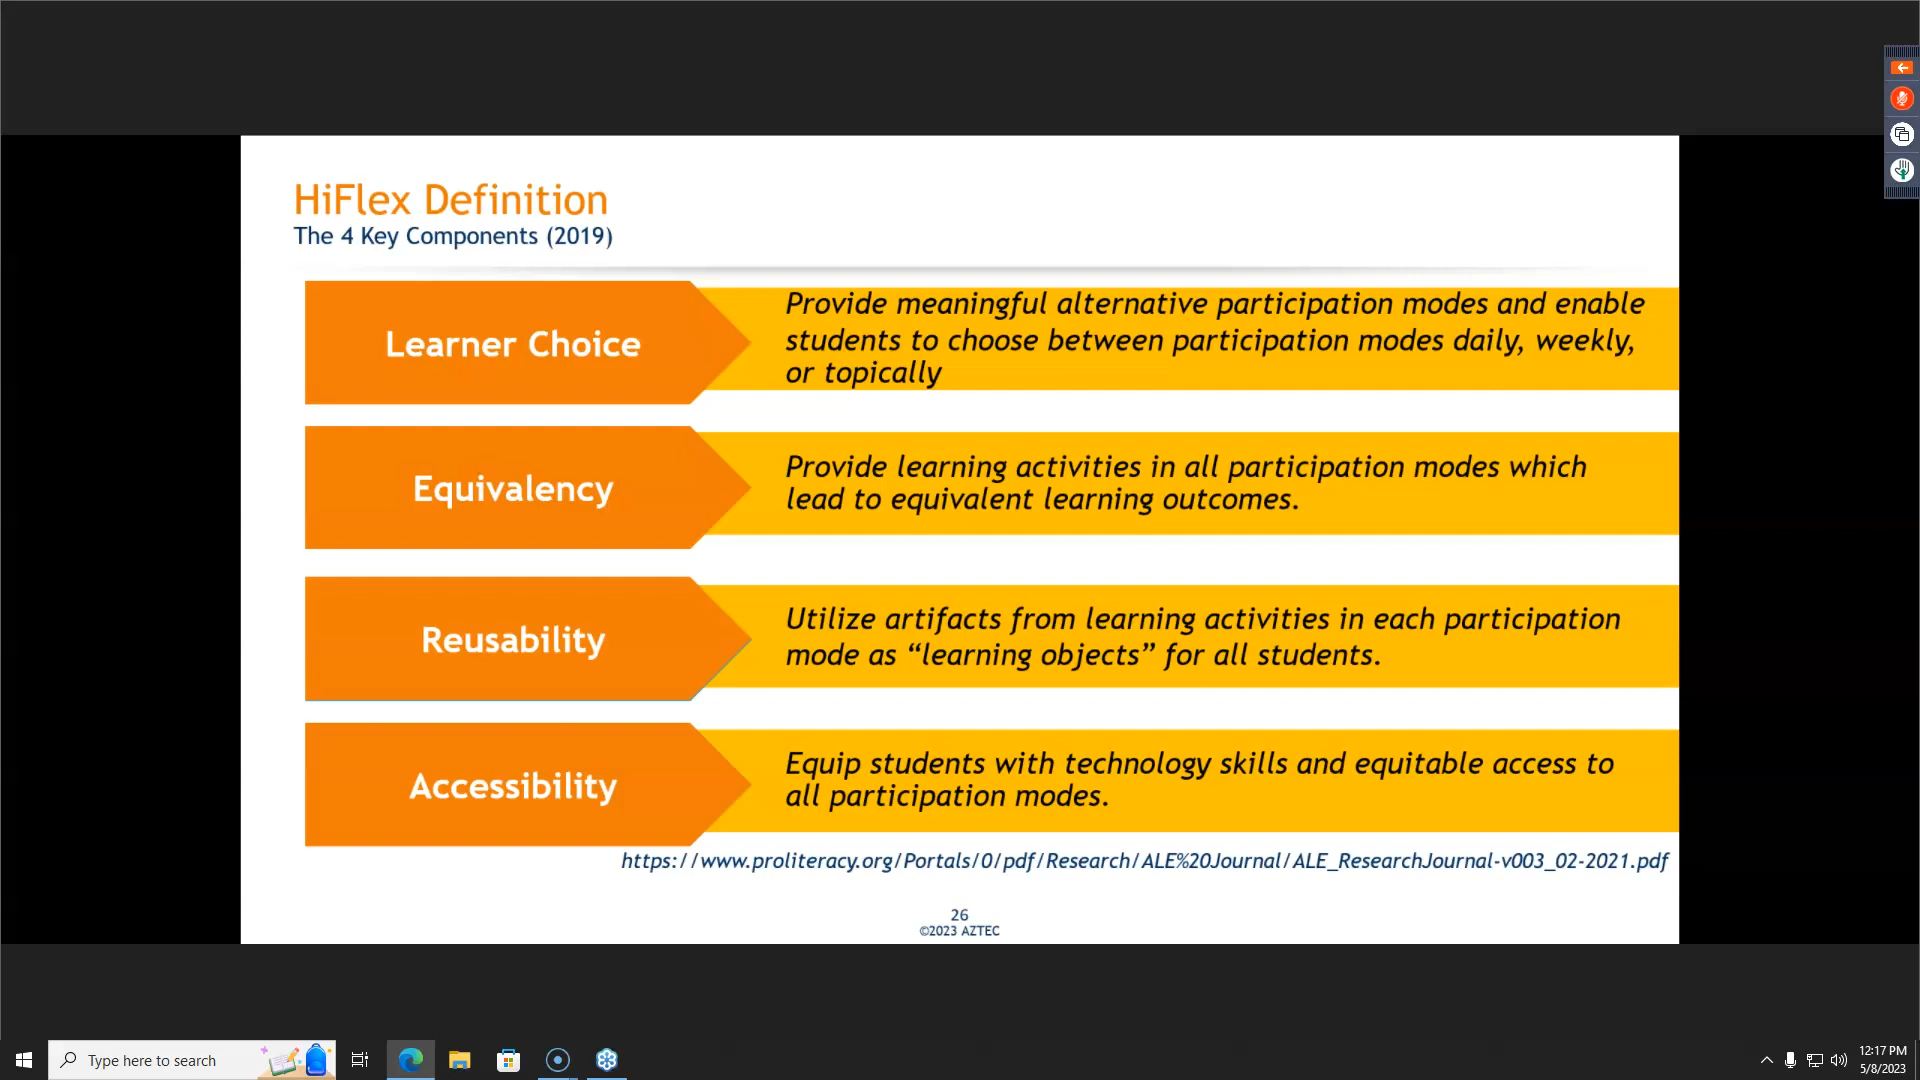 HiFlex Definition
The 4 Key Components (2019)
Learner Choice
Provide meaningful alternative participation modes and enable
students to choose between participation modes daily, weekly,
or topically
Equivalency
Provide learning activities in all participation modes which
lead to equivalent learning outcomes.
Reusability
Utilize artifacts from learning activities in each participation
mode as “learning objects” for all students.
Accessibility
Equip students with technology skills and equitable access to
all participation modes.
https://www.proliteracy.org/Portals/0/pdf/Research/ALE%20Journal/ALE_ResearchJournal-v003_02-2021.pdf
26
©2023 AZTEC
Type here to search
12:17 PM
5/8/2023